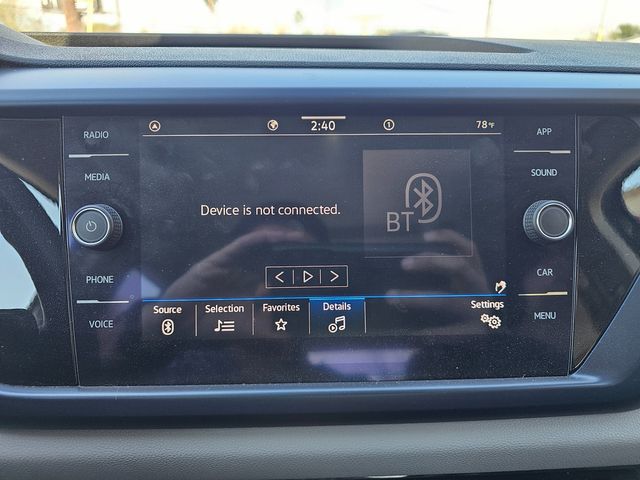 RADIO
MEDIA
PHONE
VOICE
2:40
1
78°F
Device is not connected.
BT
Source
Selection
Favorites
Details
Settings
APP
SOUND
CAR
MENU